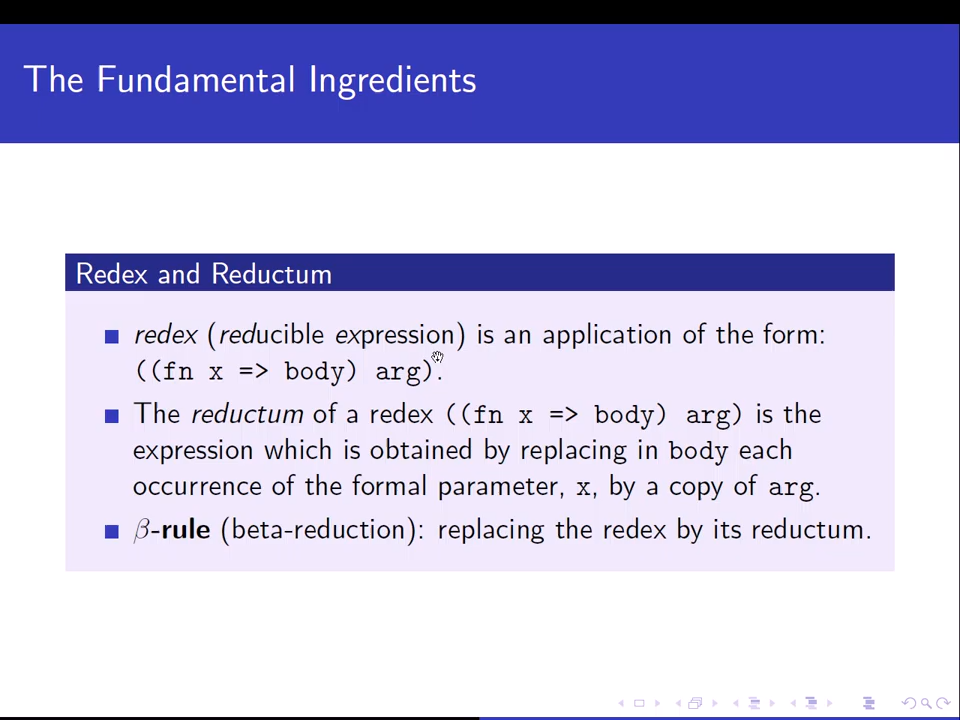 The Fundamental Ingredients
Redex and Reductum
redex (reducible expression) is an application of the form:
((fn x => body) arg).
The reductum of a redex ((fn x => body) arg) is the
expression which is obtained by replacing in body each
occurrence of the formal parameter, x, by a copy of arg.
β-rule (beta-reduction): replacing the redex by its reductum.